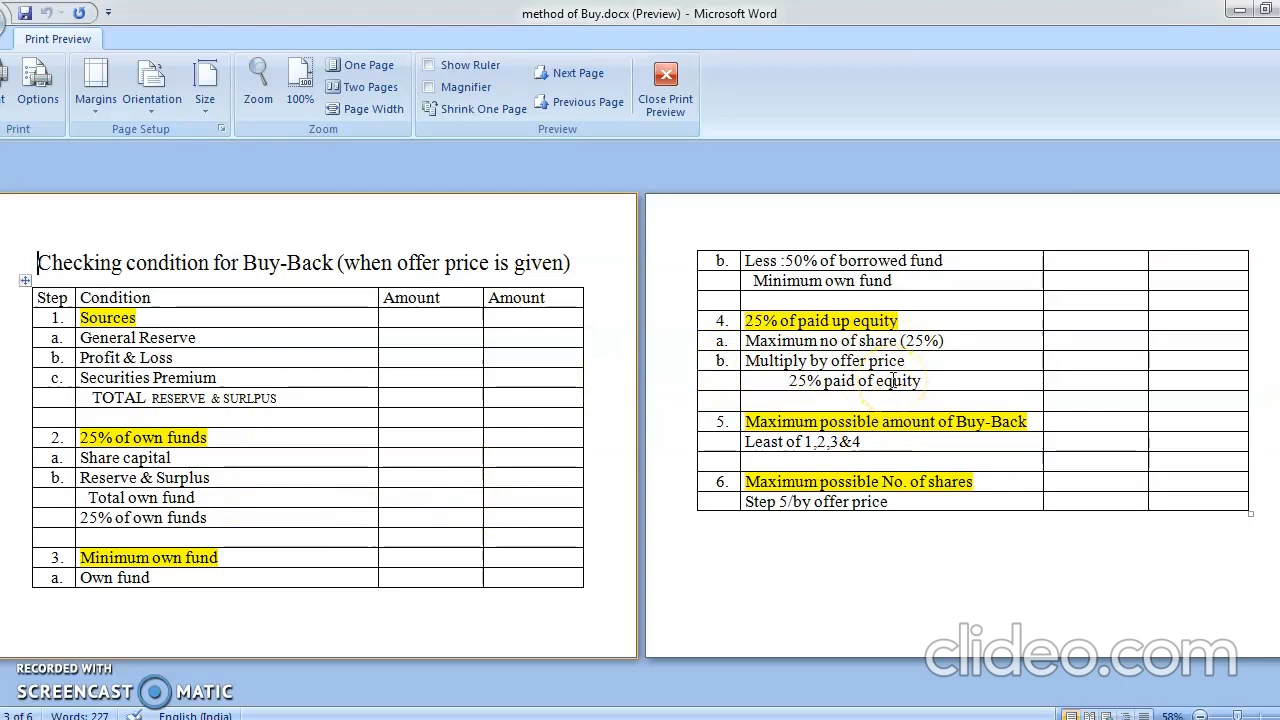 method of Buy.docx (Preview) - Microsoft Word
Print Preview
Options
Margins
Orientation
Size
Zoom
100%
One Page
Two Pages
Page Width
Show Ruler
Magnifier
Shrink One Page
Next Page
Previous Page
Close Print
Preview
Print
Page Setup
Zoom
Preview
Checking condition for Buy-Back (when offer price is given)
Step Condition Amount Amount
1. Sources
a. General Reserve
b. Profit & Loss
c. Securities Premium
TOTAL RESERVE & SURLPUS
2. 25% of own funds
a. Share capital
b. Reserve & Surplus
Total own fund
25% of own funds
3. Minimum own fund
a. Own fund
b. Less :50% of borrowed fund
Minimum own fund
4. 25% of paid up equity
a. Maximum no of share (25%)
b. Multiply by offer price
25% paid of equity
5. Maximum possible amount of Buy-Back
Least of 1,2,3&4
6. Maximum possible No. of shares
Step 5/by offer price
clideo.com
RECORDED WITH
SCREENCAST MATIC
3 of 6 Words: 227 English (India) 58%